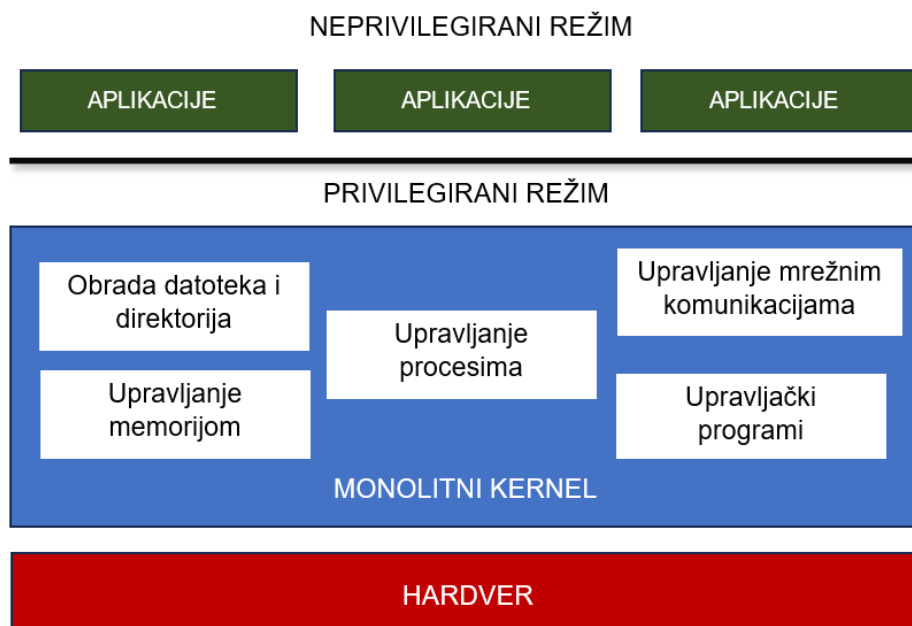 NEPRIVILEGIRANI REŽIM
APLIKACIJE
APLIKACIJE
APLIKACIJE
PRIVILEGIRANI REŽIM
Obrada datoteka i
direktorija
Upravljanje
memorijom
Upravljanje
procesima
Upravljanje mrežnim
komunikacijama
Upravljački
programi
MONOLITNI KERNEL
HARDVER